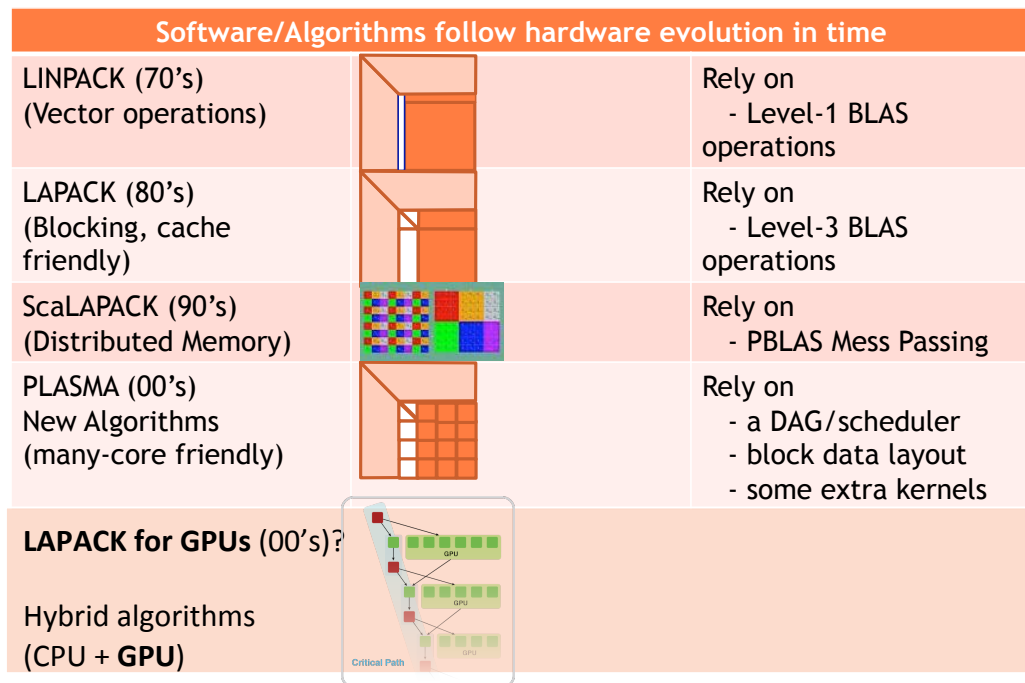 Software/Algorithms follow hardware evolution in time
LINPACK (70’s)
(Vector operations)
Rely on
- Level-1 BLAS
operations
LAPACK (80’s)
(Blocking, cache
friendly)
Rely on
- Level-3 BLAS
operations
ScaLAPACK (90’s)
(Distributed Memory)
Rely on
- PBLAS Mess Passing
PLASMA (00’s)
New Algorithms
(many-core friendly)
Rely on
- a DAG/scheduler
- block data layout
- some extra kernels
LAPACK for GPUs (00’s)?
Hybrid algorithms
(CPU + GPU)
GPU
GPU
GPU
Critical Path